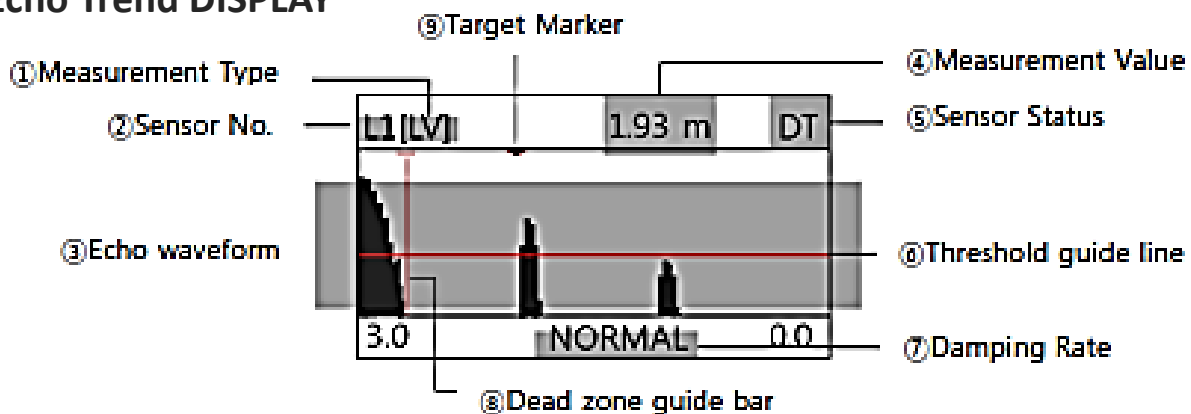 Echo Trend DISPLAY
⑨Target Marker
①Measurement Type
④Measurement Value
②Sensor No.
L1[LV]
1.93 m
DT
⑤Sensor Status
③Echo waveform
⑥Threshold guide line
3.0
NORMAL
0.0
⑦Damping Rate
⑧Dead zone guide bar